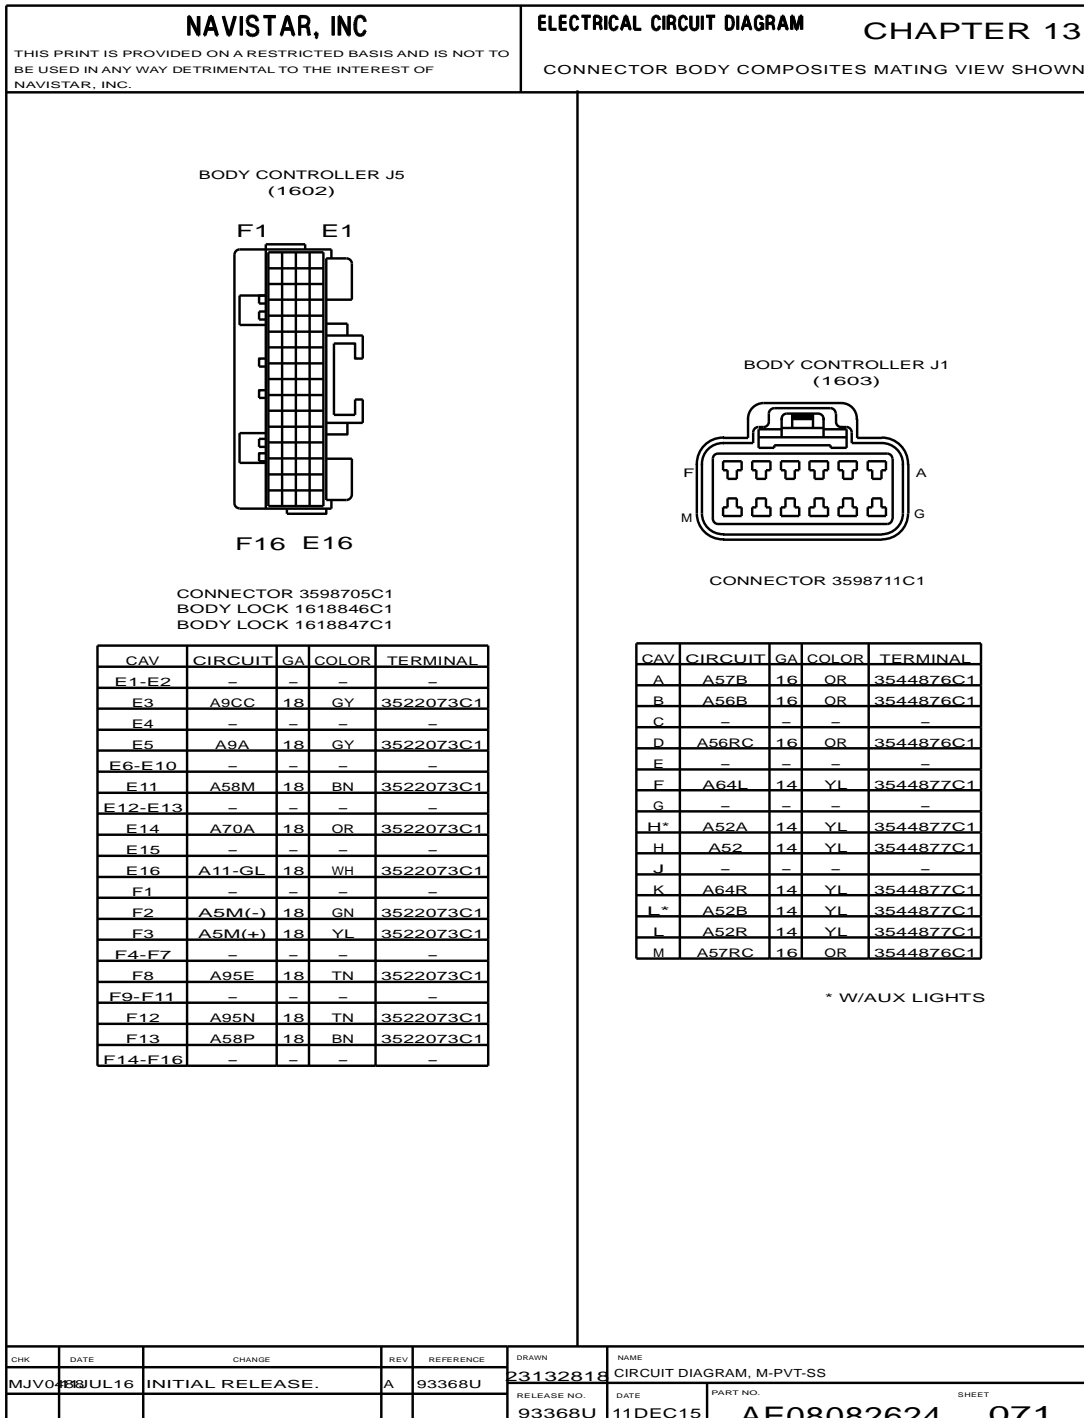 NAVISTAR, INC
THIS PRINT IS PROVIDED ON A RESTRICTED BASIS AND IS NOT TO
BE USED IN ANY WAY DETRIMENTAL TO THE INTEREST OF
NAVISTAR, INC.
ELECTRICAL CIRCUIT DIAGRAM
CHAPTER 13
CONNECTOR BODY COMPOSITES MATING VIEW SHOWN
BODY CONTROLLER J5
(1602)
F1 E1
F16 E16
CONNECTOR 3598705C1
BODY LOCK 1618846C1
BODY LOCK 1618847C1
CAV CIRCUIT GA COLOR TERMINAL
E1-E2 – – – –
E3 A9CC 18 GY 3522073C1
E4 – – – –
E5 A9A 18 GY 3522073C1
E6-E10 – – – –
E11 A58M 18 BN 3522073C1
E12-E13 – – – –
E14 A70A 18 OR 3522073C1
E15 – – – –
E16 A11-GL 18 WH 3522073C1
F1 – – – –
F2 A5M(-) 18 GN 3522073C1
F3 A5M(+) 18 YL 3522073C1
F4-F7 – – – –
F8 A95E 18 TN 3522073C1
F9-F11 – – – –
F12 A95N 18 TN 3522073C1
F13 A58P 18 BN 3522073C1
F14-F16 – – – –
BODY CONTROLLER J1
(1603)
F A
M G
CONNECTOR 3598711C1
CAV CIRCUIT GA COLOR TERMINAL
A A57B 16 OR 3544876C1
B A56B 16 OR 3544876C1
C – – – –
D A56RC 16 OR 3544876C1
E – – – –
F A64L 14 YL 3544877C1
G – – – –
H* A52A 14 YL 3544877C1
H A52 14 YL 3544877C1
J – – – –
K A64R 14 YL 3544877C1
L* A52B 14 YL 3544877C1
L A52R 14 YL 3544877C1
M A57RC 16 OR 3544876C1
* W/AUX LIGHTS
CHK DATE CHANGE REV REFERENCE
JUL16 INITIAL RELEASE. A 93368U
DRAWN
23132818
NAME
CIRCUIT DIAGRAM, M-PVT-SS
RELEASE NO.
93368U
DATE
11DEC15
PART NO.
AE08082624
SHEET
071